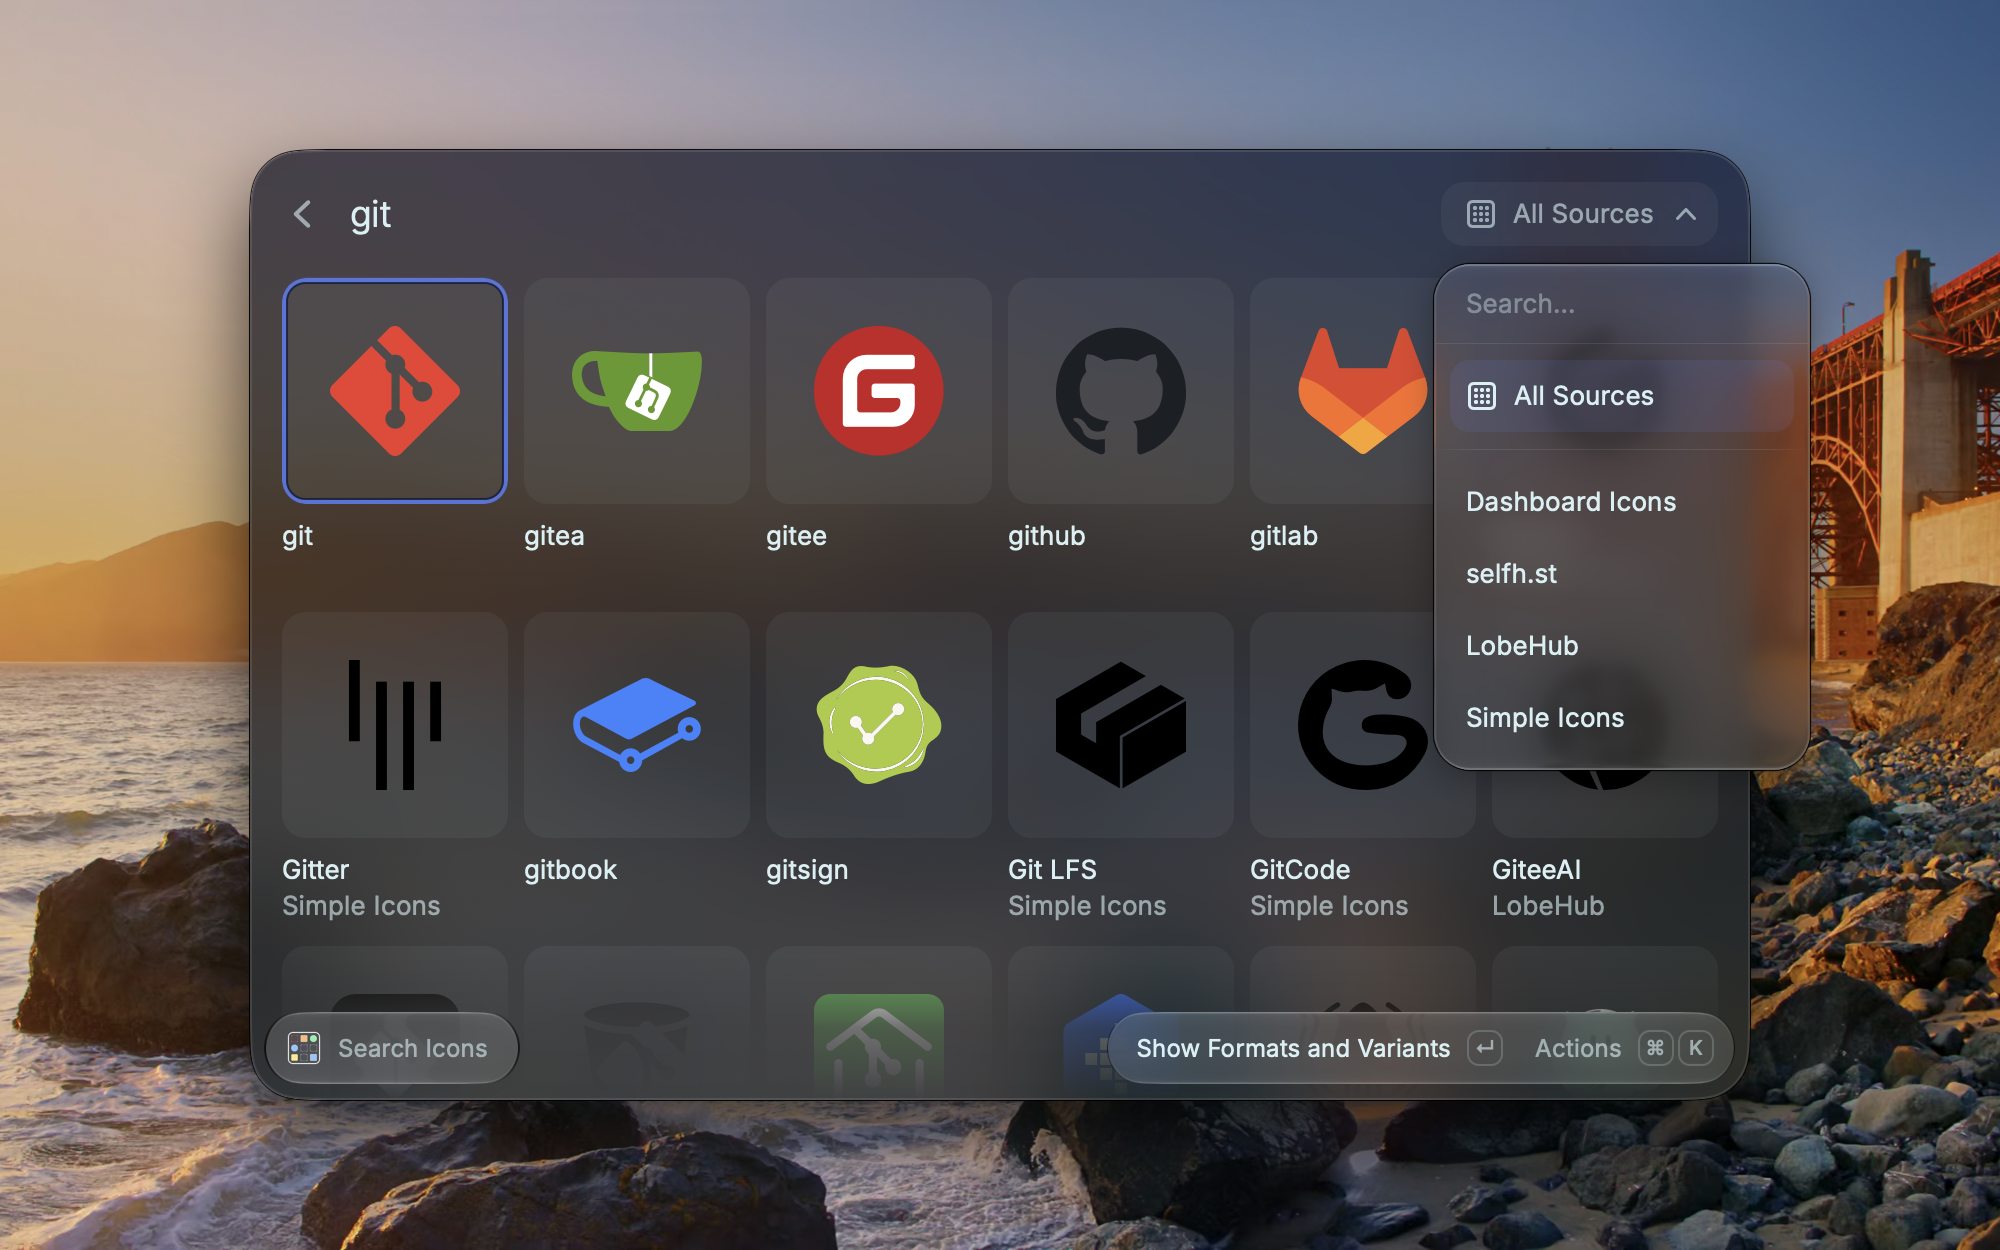 git
All Sources
Search...
All Sources
Dashboard Icons
selfh.st
LobeHub
Simple Icons
git
gitea
gitee
github
gitlab
Gitter
Simple Icons
gitbook
gitsign
Git LFS
Simple Icons
GitCode
Simple Icons
GiteeAI
LobeHub
Search Icons
Show Formats and Variants ↵
Actions ⌘ K